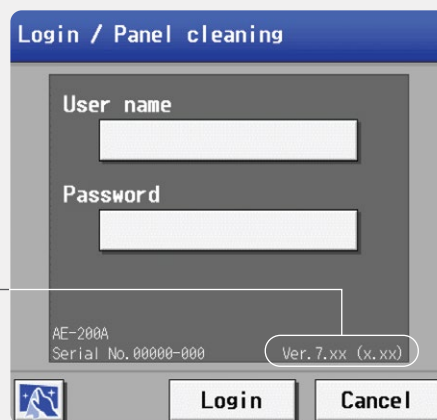 Login / Panel cleaning
User name
Password
AE-200A
Serial No.00000-000 Ver.7.xx (x.xx)
Login Cancel